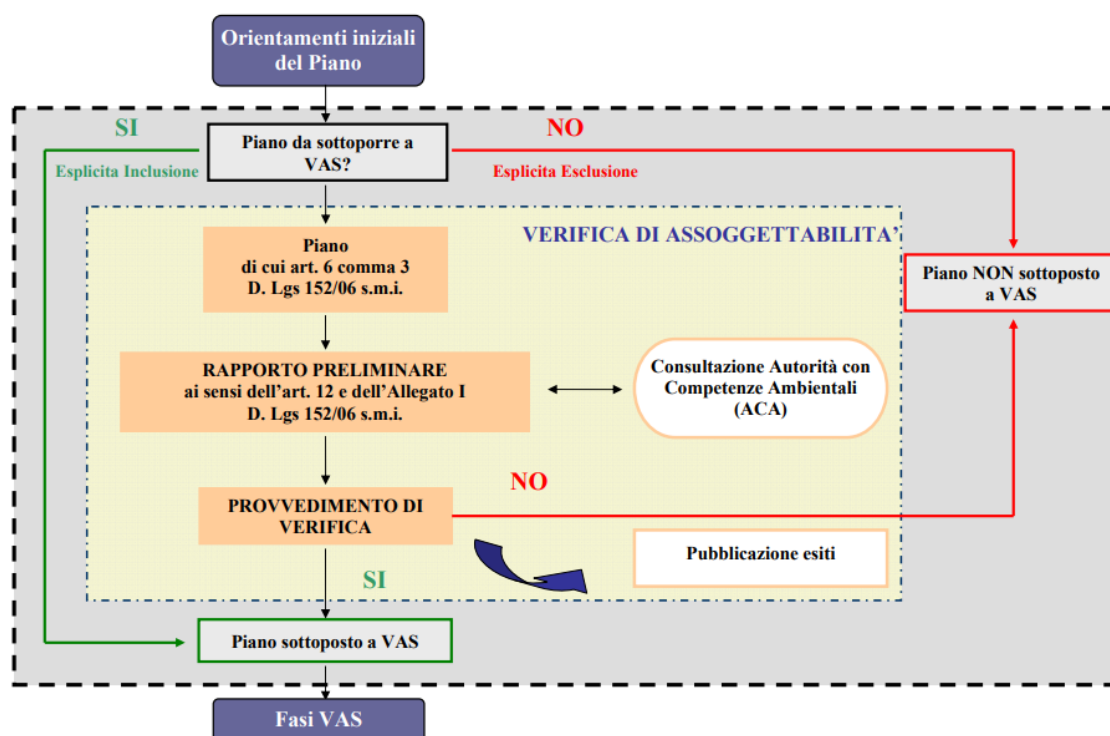 Orientamenti iniziali
del Piano
SI
NO
Piano da sottoporre a
VAS?
Esplicita Inclusione
Esplicita Esclusione
VERIFICA DI ASSOGGETTABILITA’
Piano
di cui art. 6 comma 3
D. Lgs 152/06 s.m.i.
Piano NON sottoposto
a VAS
RAPPORTO PRELIMINARE
ai sensi dell’art. 12 e dell’Allegato I
D. Lgs 152/06 s.m.i.
Consultazione Autorità con
Competenze Ambientali
(ACA)
NO
PROVVEDIMENTO DI
VERIFICA
Pubblicazione esiti
SI
Piano sottoposto a VAS
Fasi VAS